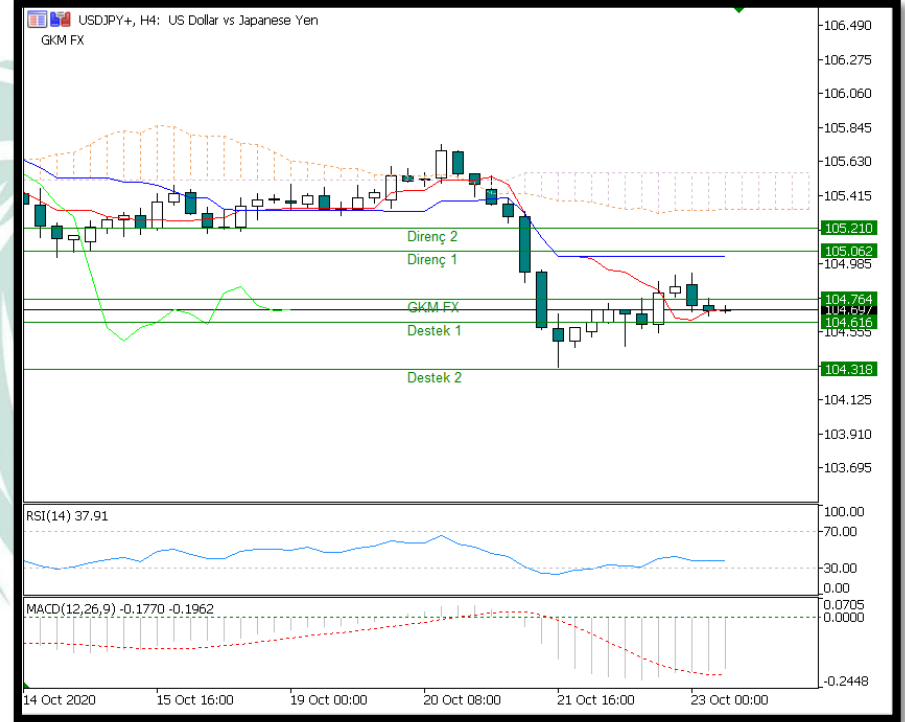 USDJPY+, H4: US Dollar vs Japanese Yen
GKM FX
106.490
106.275
106.060
105.845
105.630
105.415
105.210
Direnç 2
105.062
Direnç 1
104.985
104.764
GKM FX
104.697
104.616
Destek 1
104.555
104.318
Destek 2
104.125
103.910
103.695
RSI(14) 37.91
100.00
70.00
30.00
0.00
MACD(12,26,9) -0.1770 -0.1962
0.0705
0.0000
-0.2448
14 Oct 2020
15 Oct 16:00
19 Oct 00:00
20 Oct 08:00
21 Oct 16:00
23 Oct 00:00